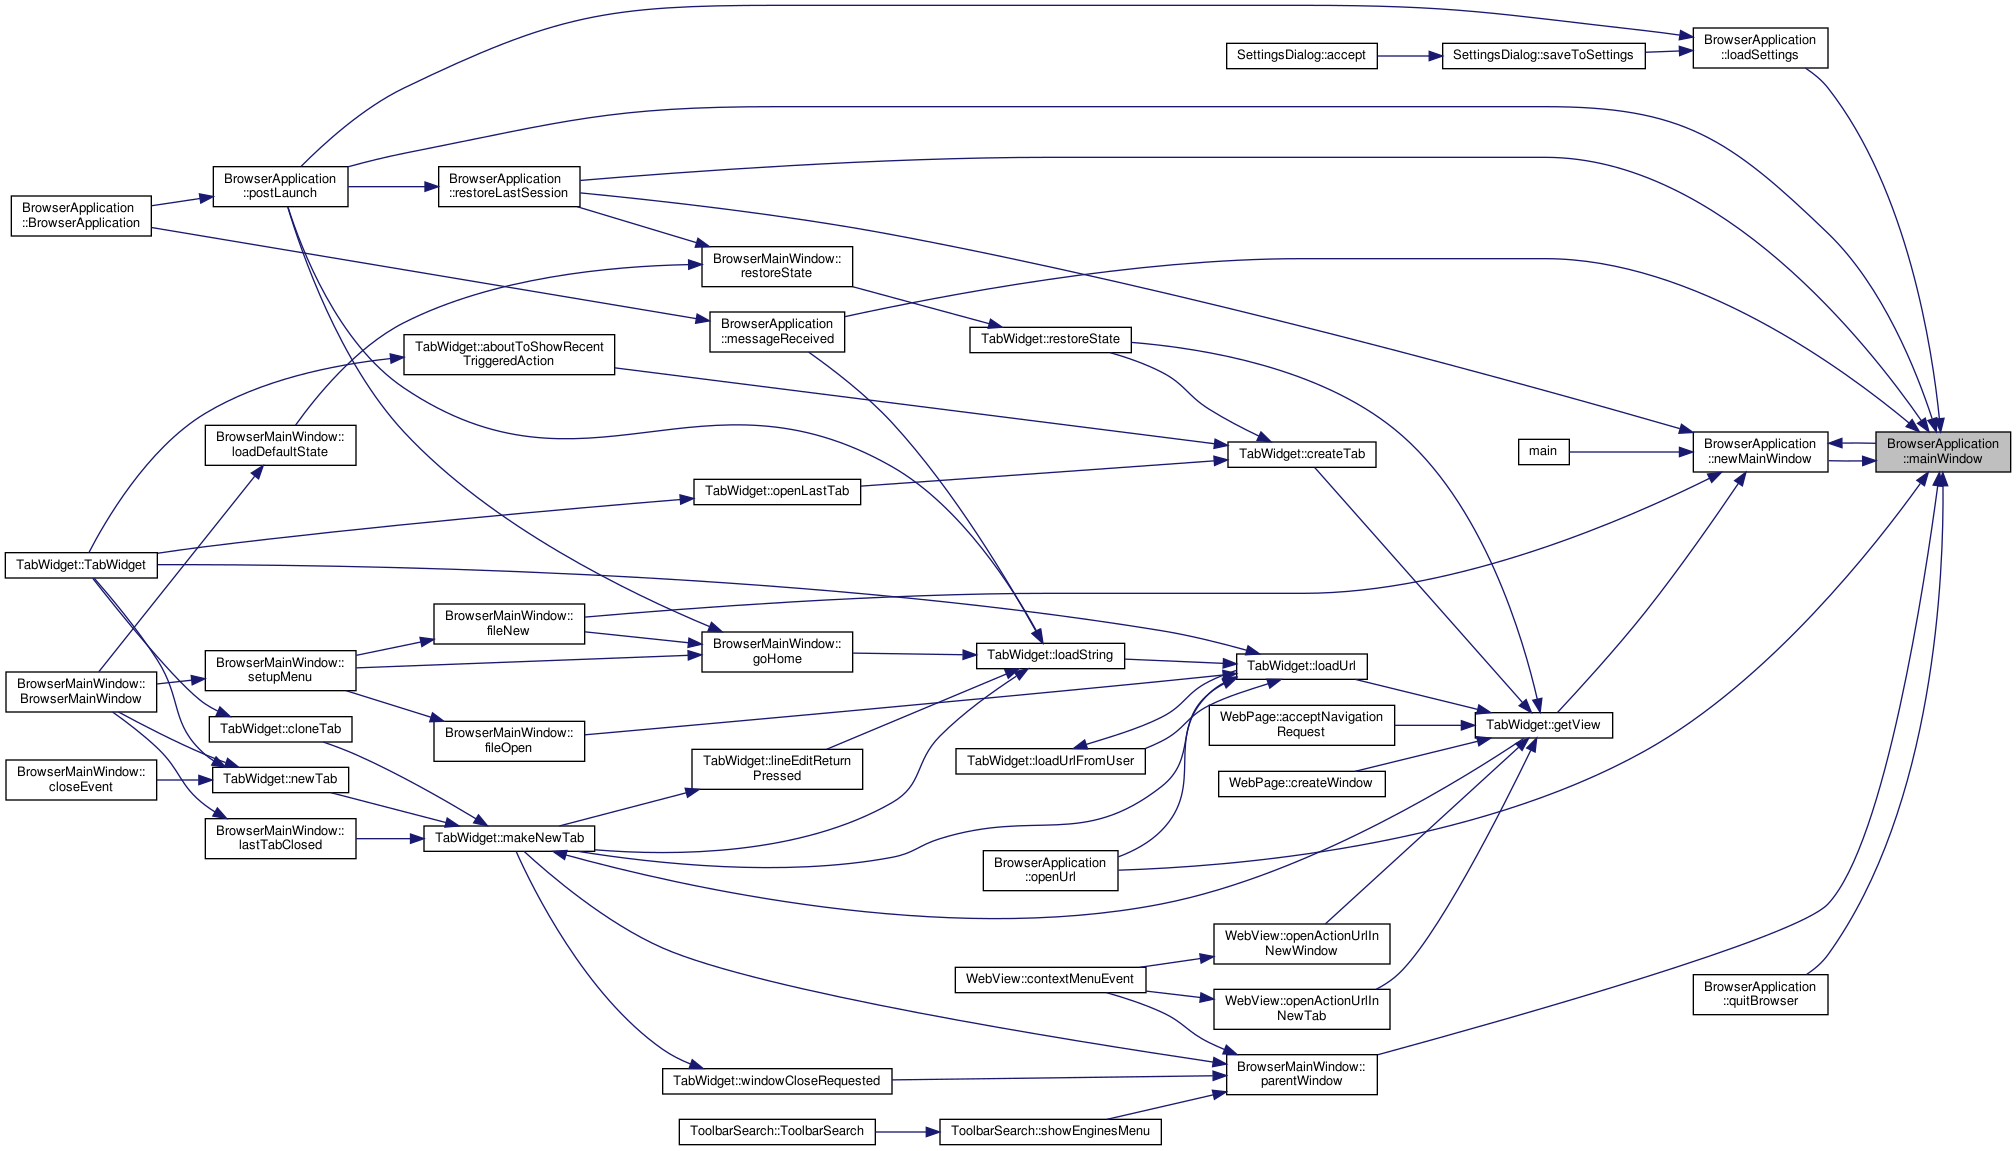 BrowserApplication
::loadSettings
SettingsDialog::accept
SettingsDialog::saveToSettings
BrowserApplication
::postLaunch
BrowserApplication
::restoreLastSession
BrowserApplication
::BrowserApplication
BrowserMainWindow::
restoreState
BrowserApplication
::messageReceived
TabWidget::restoreState
TabWidget::aboutToShowRecent
TriggeredAction
BrowserMainWindow::
loadDefaultState
TabWidget::createTab
main
BrowserApplication
::newMainWindow
BrowserApplication
::mainWindow
TabWidget::openLastTab
TabWidget::TabWidget
BrowserMainWindow::
fileNew
BrowserMainWindow::
goHome
TabWidget::loadString
TabWidget::loadUrl
BrowserMainWindow::
setupMenu
BrowserMainWindow::
BrowserMainWindow
TabWidget::cloneTab
BrowserMainWindow::
fileOpen
WebPage::acceptNavigation
Request
TabWidget::getView
TabWidget::lineEditReturn
Pressed
TabWidget::loadUrlFromUser
BrowserMainWindow::
closeEvent
TabWidget::newTab
WebPage::createWindow
BrowserMainWindow::
lastTabClosed
TabWidget::makeNewTab
BrowserApplication
::openUrl
WebView::openActionUrlIn
NewWindow
WebView::contextMenuEvent
WebView::openActionUrlIn
NewTab
BrowserApplication
::quitBrowser
BrowserMainWindow::
parentWindow
TabWidget::windowCloseRequested
ToolbarSearch::ToolbarSearch
ToolbarSearch::showEnginesMenu